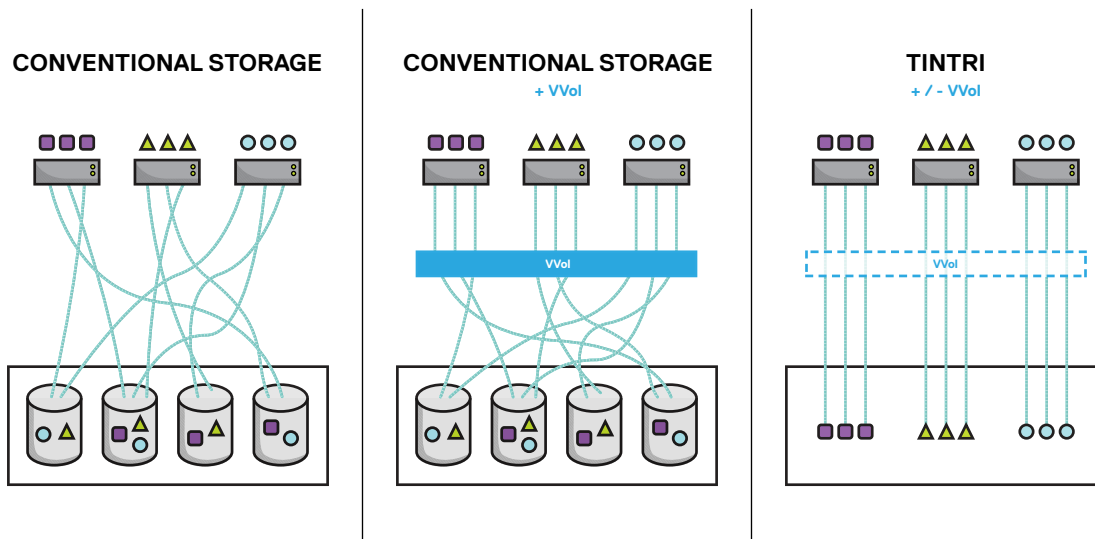 CONVENTIONAL STORAGE
CONVENTIONAL STORAGE
+ VVol
VVol
TINTRI
+ / - VVol
VVol